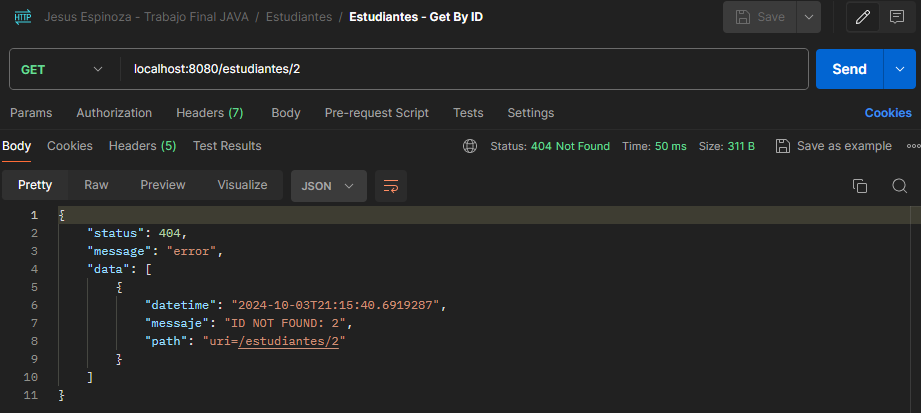 HTTP Jesus Espinoza - Trabajo Final JAVA / Estudiantes / Estudiantes - Get By ID Save
GET localhost:8080/estudiantes/2 Send
Params Authorization Headers (7) Body Pre-request Script Tests Settings Cookies
Body Cookies Headers (5) Test Results Status: 404 Not Found Time: 50 ms Size: 311 B Save as example
Pretty Raw Preview Visualize JSON
1 {
2 "status": 404,
3 "message": "error",
4 "data": [
5 {
6 "datetime": "2024-10-03T21:15:40.6919287",
7 "messaje": "ID NOT FOUND: 2",
8 "path": "uri=/estudiantes/2"
9 }
10 ]
11 }